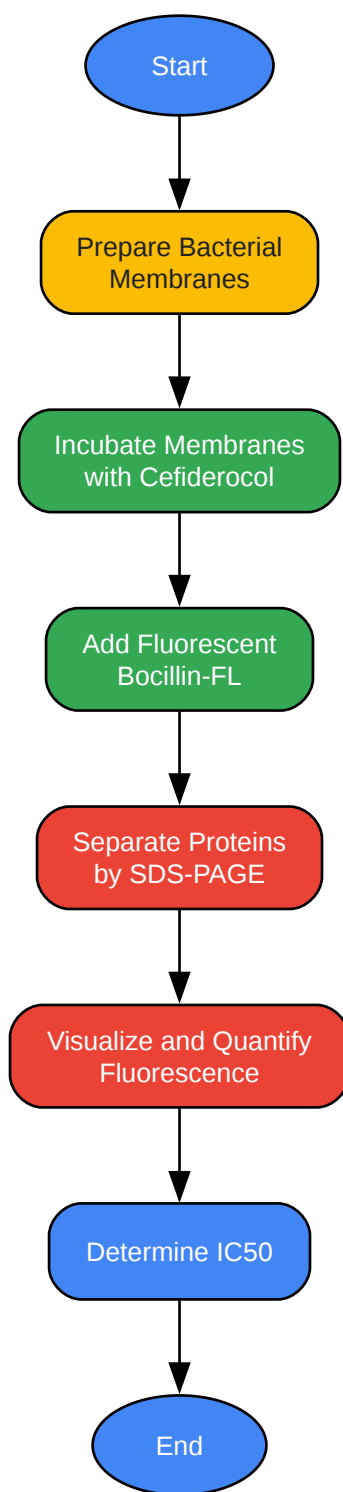 Start
Prepare Bacterial
Membranes
Incubate Membranes
with Cefiderocol
Add Fluorescent
Bocillin-FL
Separate Proteins
by SDS-PAGE
Visualize and Quantify
Fluorescence
Determine IC50
End